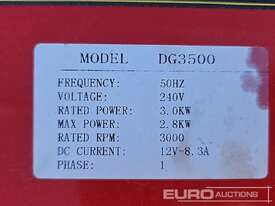 MODEL DG3500
FREQUENCY: 50HZ
VOLTAGE: 240V
RATED POWER: 3.0KW
MAX POWER: 2.8KW
RATED RPM: 3000
DC CURRENT: 12V-8.3A
PHASE: 1
EURO AUCTIONS